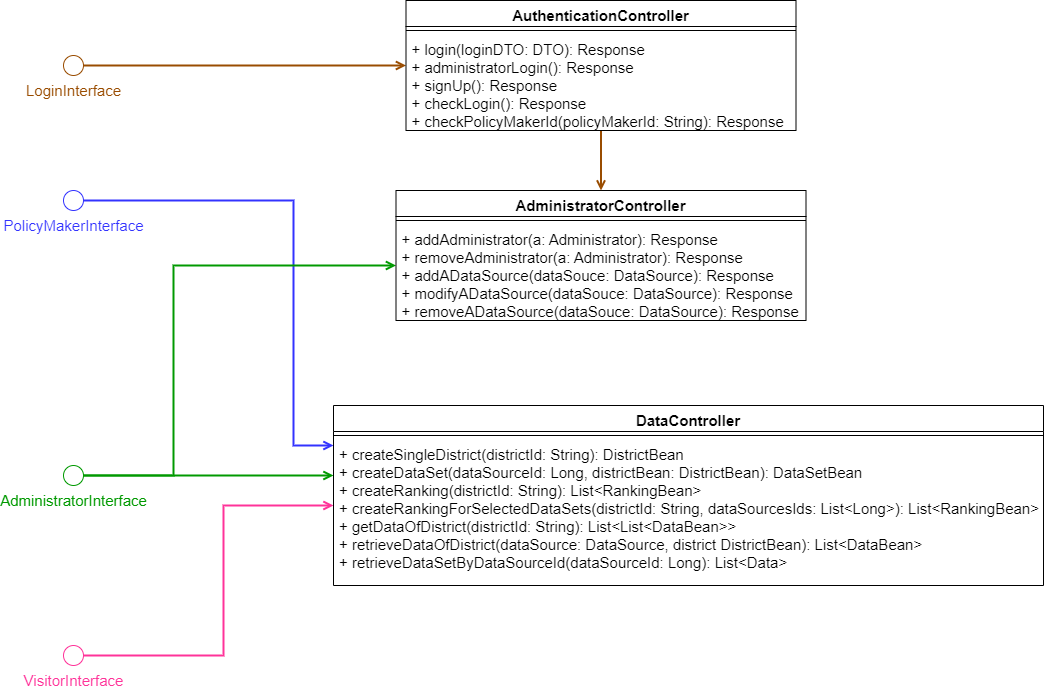 AuthenticationController
+ login(loginDTO: DTO): Response
+ administratorLogin(): Response
+ signUp(): Response
+ checkLogin(): Response
+ checkPolicyMakerId(policyMakerId: String): Response
LoginInterface
AdministratorController
+ addAdministrator(a: Administrator): Response
+ removeAdministrator(a: Administrator): Response
+ addADataSource(dataSouce: DataSource): Response
+ modifyADataSource(dataSouce: DataSource): Response
+ removeADataSource(dataSouce: DataSource): Response
PolicyMakerInterface
DataController
+ createSingleDistrict(districtId: String): DistrictBean
+ createDataSet(dataSourceId: Long, districtBean: DistrictBean): DataSetBean
+ createRanking(districtId: String): List<RankingBean>
+ createRankingForSelectedDataSets(districtId: String, dataSourcesIds: List<Long>): List<RankingBean>
+ getDataOfDistrict(districtId: String): List<List<DataBean>>
+ retrieveDataOfDistrict(dataSource: DataSource, district DistrictBean): List<DataBean>
+ retrieveDataSetByDataSourceId(dataSourceId: Long): List<Data>
AdministratorInterface
VisitorInterface